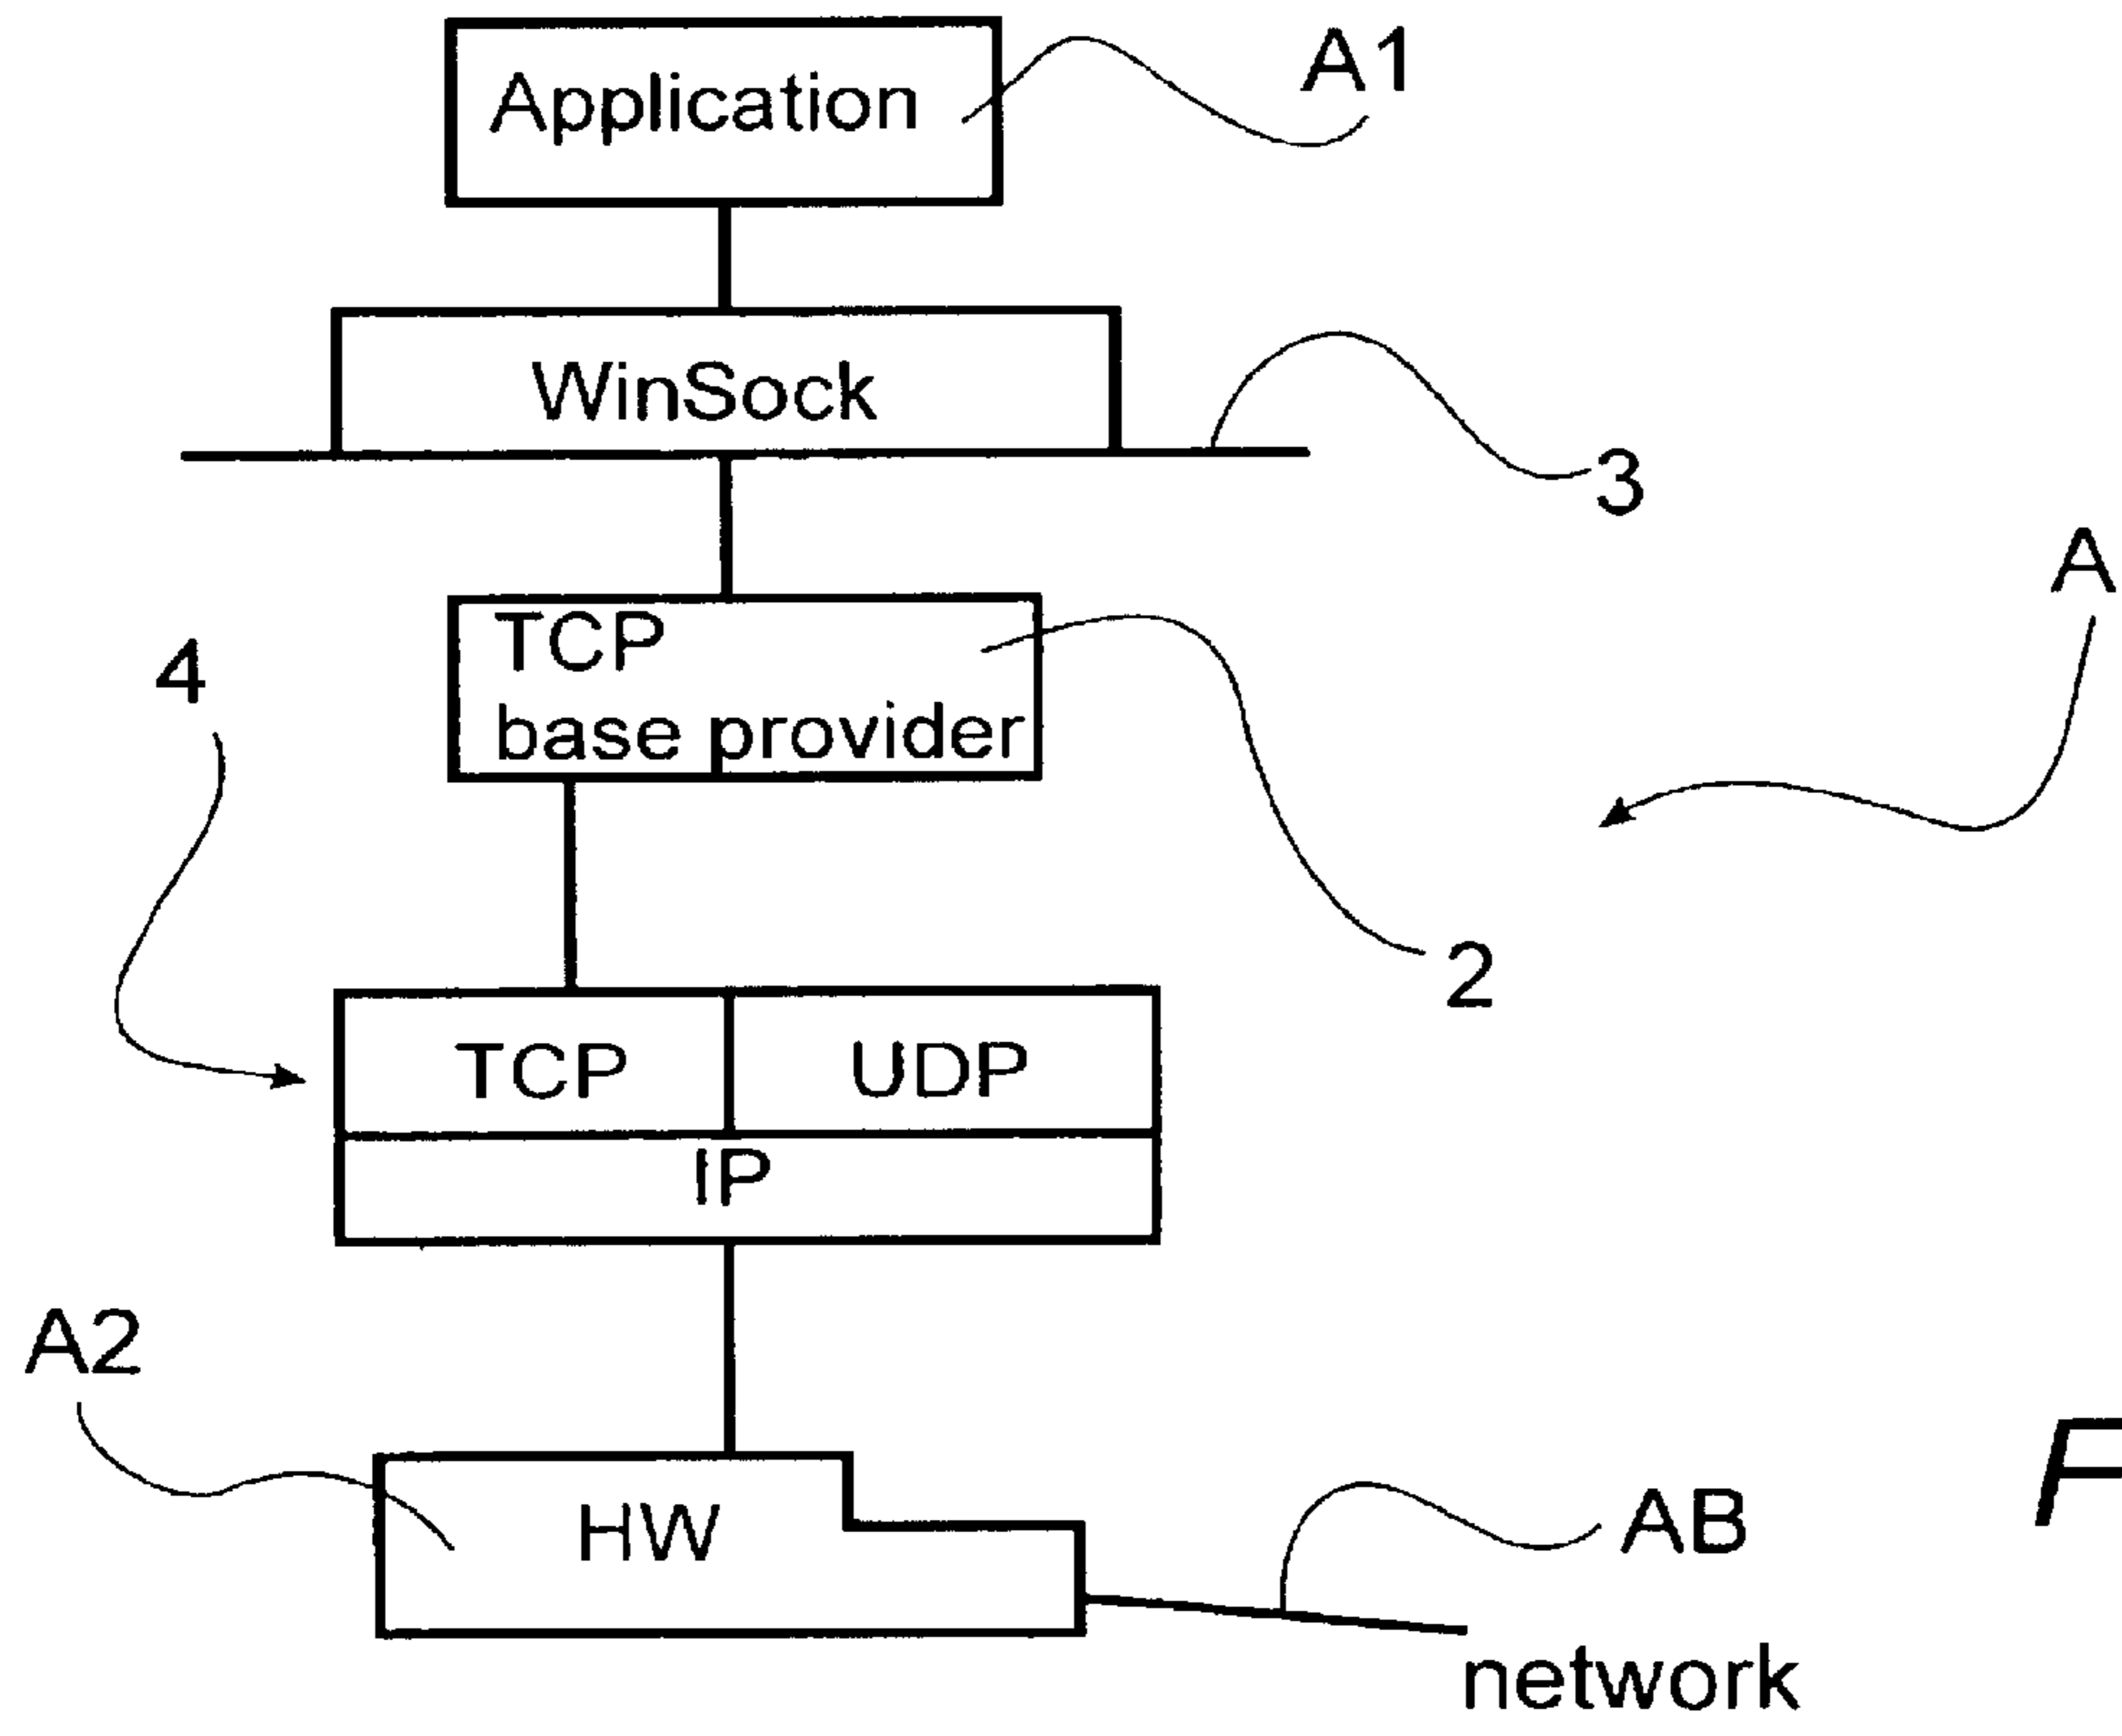 Application
A1
WinSock
3
A
TCP
base provider
4
2
TCP
UDP
IP
A2
HW
AB
network
F